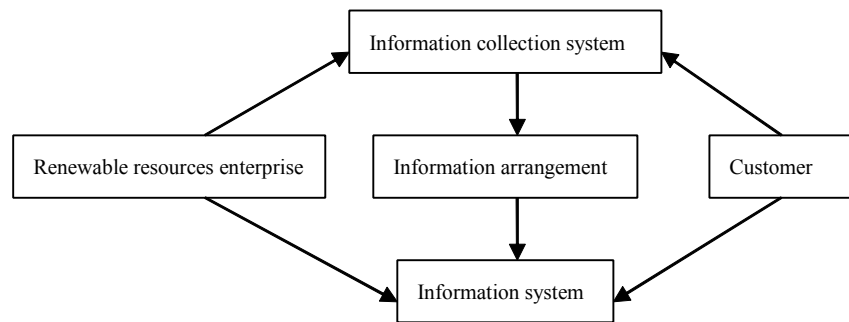 Information collection system
Renewable resources enterprise
Information arrangement
Customer
Information system